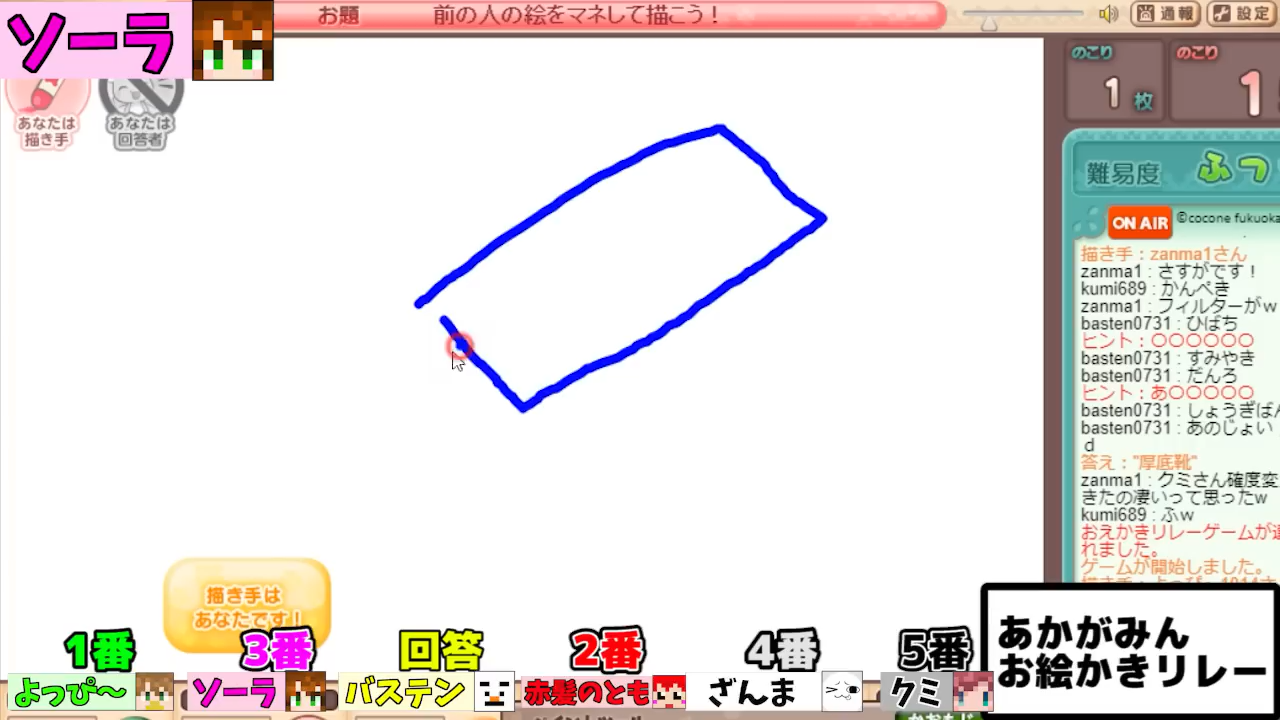 お題 前の人の絵をマネして描こう！
通報 設定
ソーラ
あなたは
描き手
あなたは
回答者
のこり
1枚
のこり
1
難易度 ふつ
ON AIR ©cocone fukuoka
描き手：zanma1さん
zanma1：さすがです！
kumi689：かんぺき
zanma1：フィルターがw
basten0731：ひばち
ヒント：〇〇〇〇〇〇
basten0731：すみやき
basten0731：だんろ
ヒント：あ〇〇〇〇〇
basten0731：しょうぎばん
basten0731：あのじょい
d
答え："厚底靴"
zanma1：クミさん確度変
きたの凄いって思ったw
kumi689：ふw
おえかきリレーゲームが選
れました。
ゲームが開始しました。
描き手は
あなたです！
1番 3番 回答 2番 4番 5番
よっぴ〜 ソーラ バステン 赤髪のとも ざんま クミ
あかがみん
お絵かきリレー